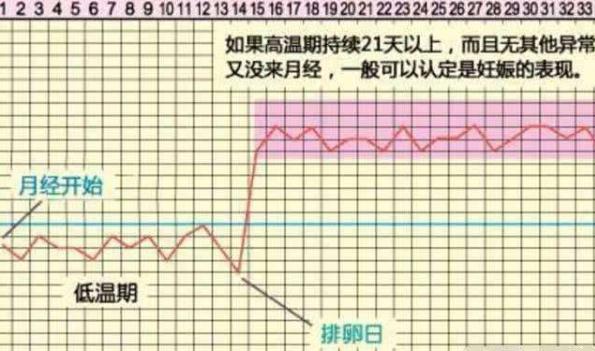 1 2 3 4 5 6 7 8 9 10 11 12 13 14 15 16 17 18 19 20 21 22 23 24 25 26 27 28 29 30 31 32 33
如果高温期持续21天以上，而且无其他异常
又没来月经，一般可以认定是妊娠的表现。
月经开始
低温期
排卵日